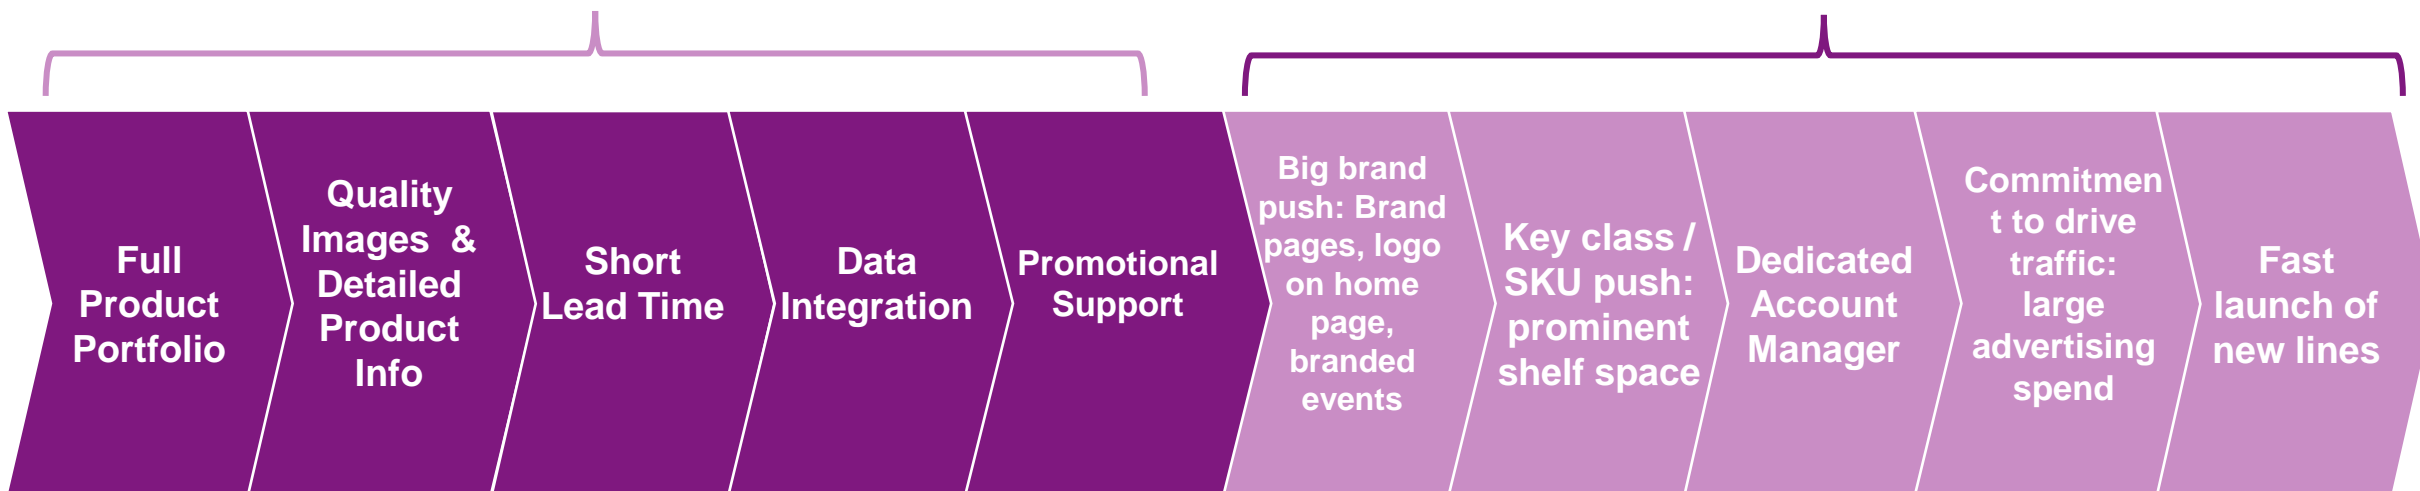 Full
Product
Portfolio
Quality
Images  &
Detailed
Product
Info
Short
Lead Time
Data
Integration
Promotional
Support
Big brand
push: Brand
pages, logo
on home
page,
branded
events
Key class /
SKU push:
prominent
shelf space
Dedicated
Account
Manager
Commitmen
t to drive
traffic:
large
advertising
spend
Fast
launch of
new lines